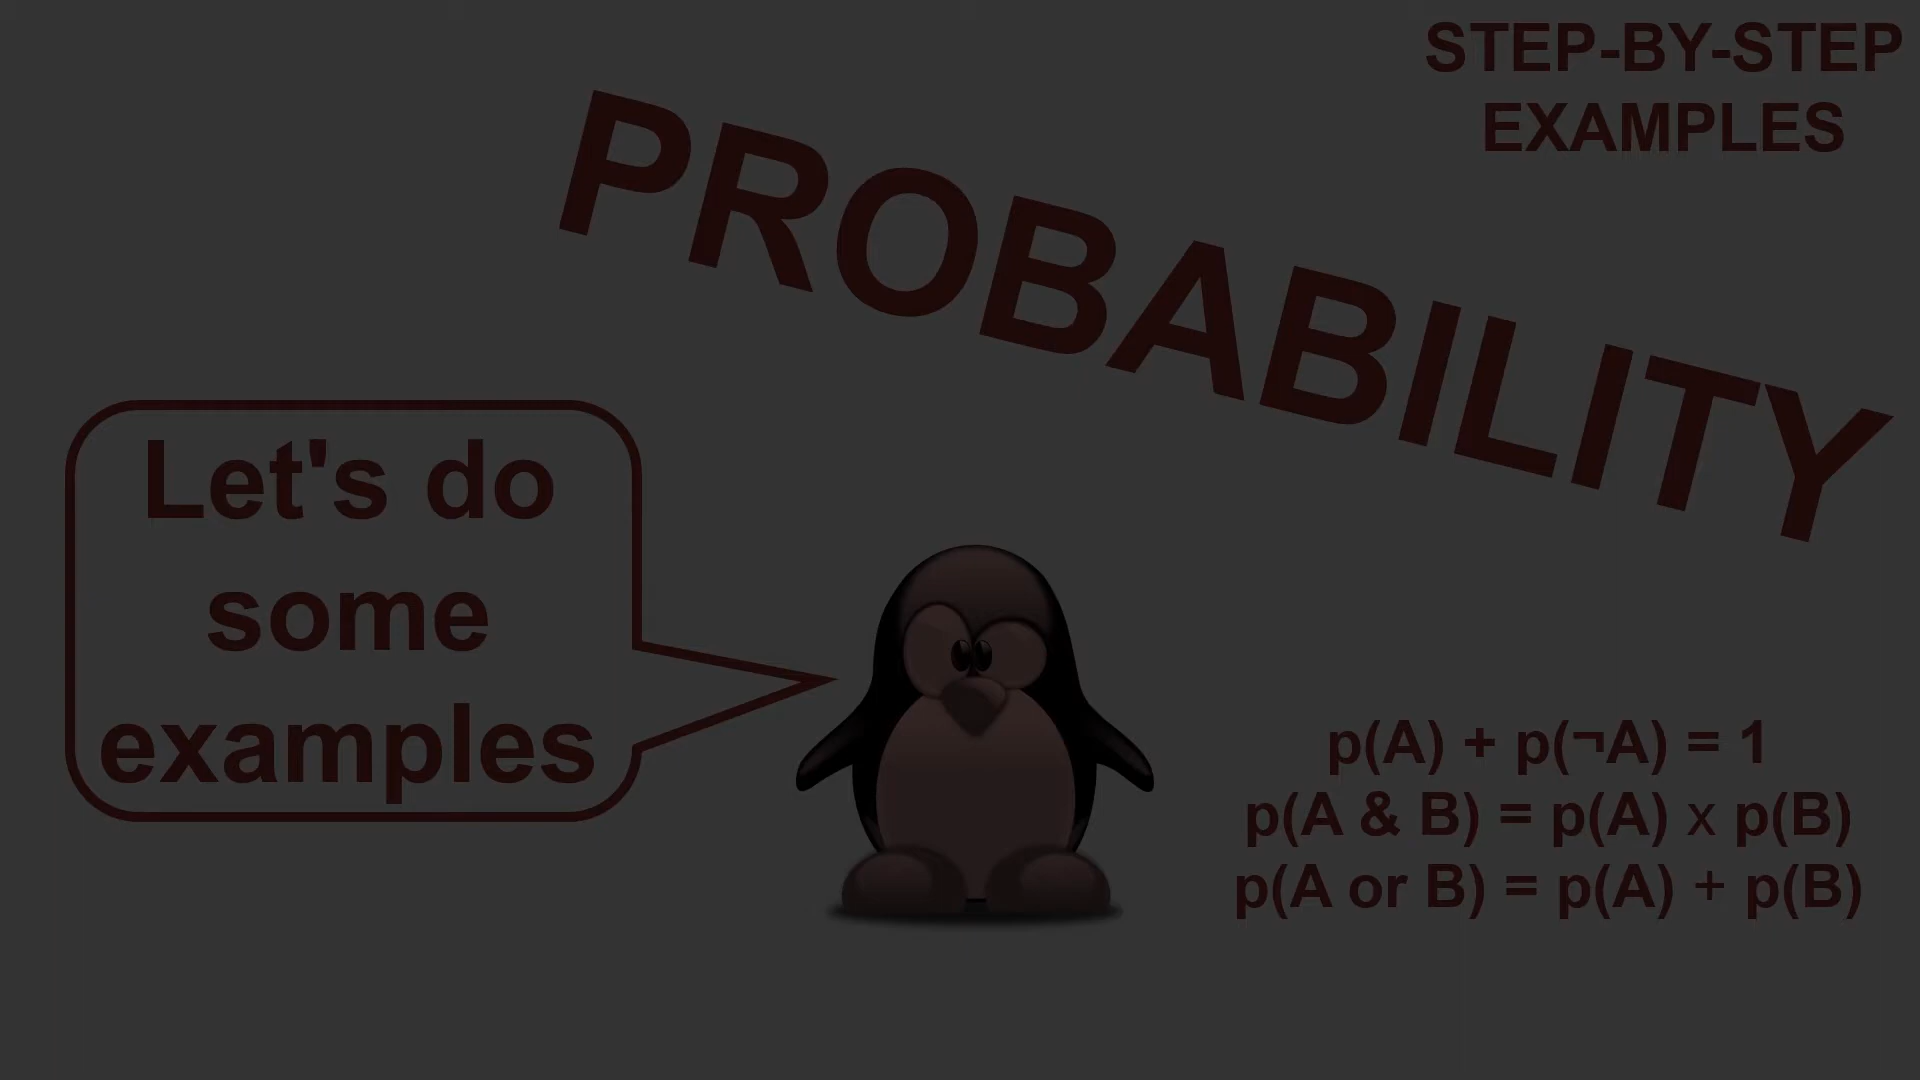 STEP-BY-STEP
EXAMPLES
PROBABILITY
Let's do
some
examples
p(A) + p(¬A) = 1
p(A & B) = p(A) x p(B)
p(A or B) = p(A) + p(B)